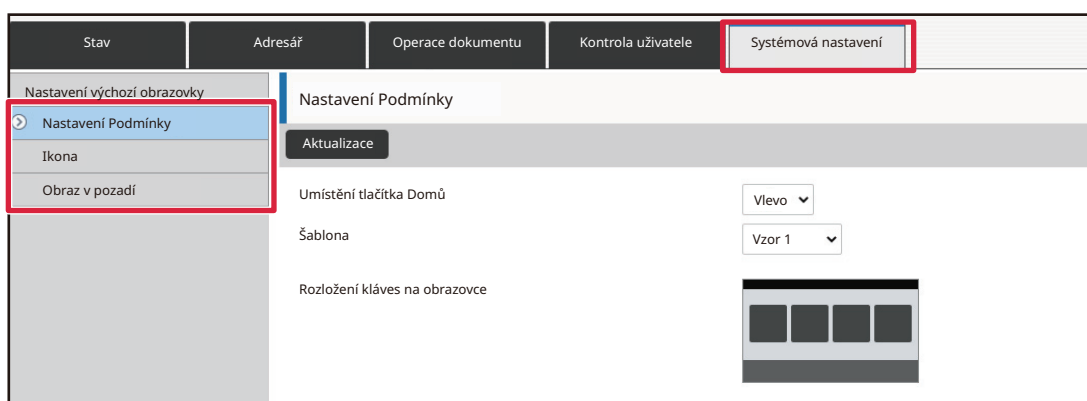 Stav Adresář Operace dokumentu Kontrola uživatele Systémová nastavení
Nastavení výchozí obrazovky
Nastavení Podmínky
Ikona
Obraz v pozadí
Nastavení Podmínky
Aktualizace
Umístění tlačítka Domů Vlevo
Šablona Vzor 1
Rozložení kláves na obrazovce